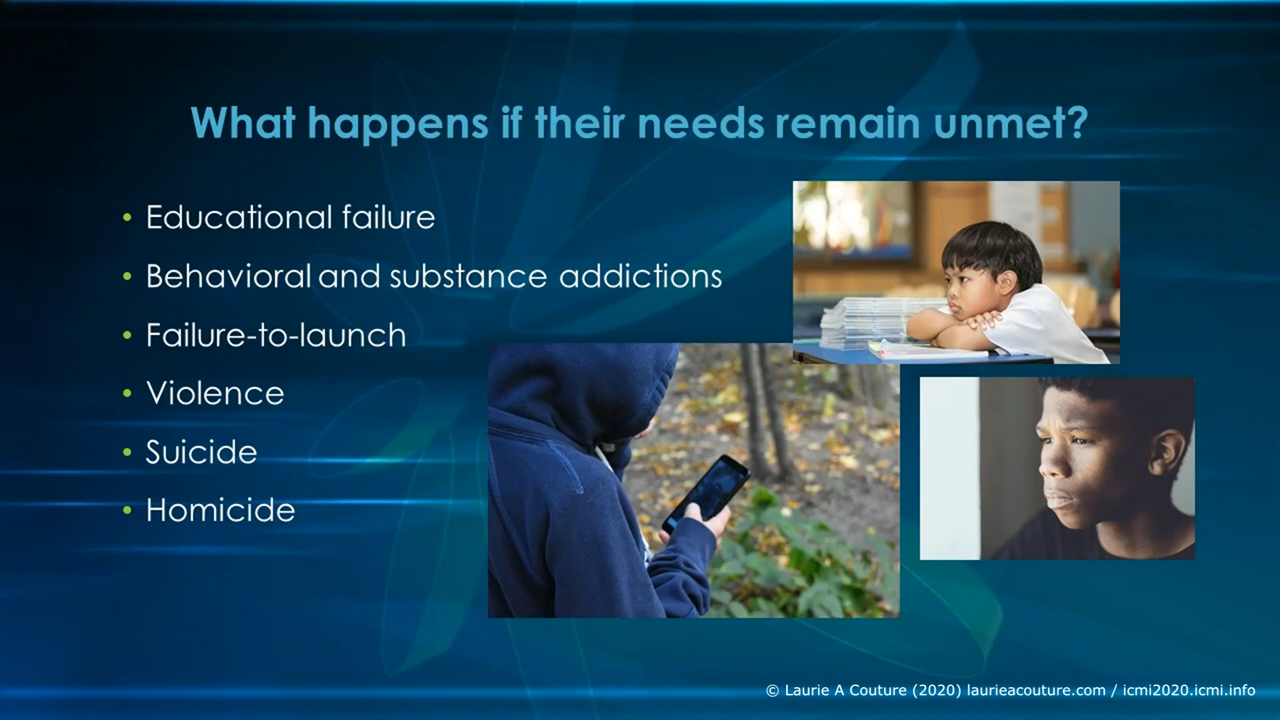 What happens if their needs remain unmet?
• Educational failure
• Behavioral and substance addictions
• Failure-to-launch
• Violence
• Suicide
• Homicide
© Laurie A Couture (2020) laurieacouture.com / icmi2020.icmi.info